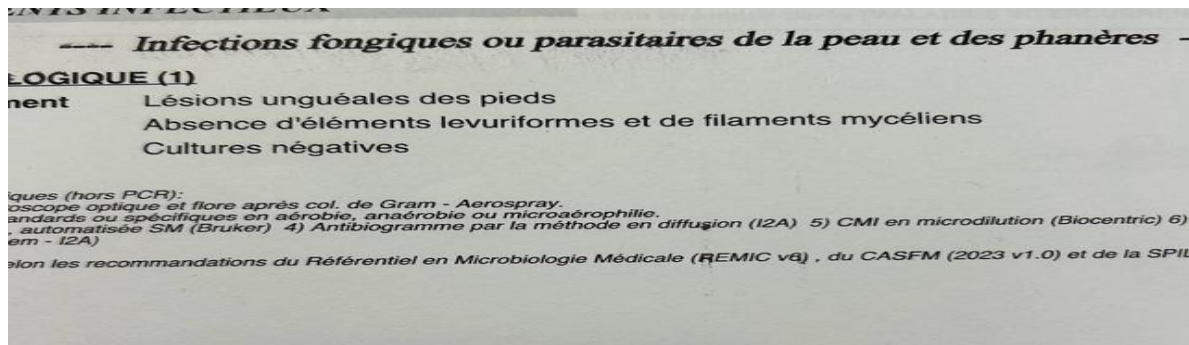 ---- Infections fongiques ou parasitaires de la peau et des phanères -
LOGIQUE (1)
ment Lésions unguéales des pieds
Absence d'éléments levuriformes et de filaments mycéliens
Cultures négatives
iques (hors PCR):
oscope optique et flore après col. de Gram - Aerospray.
andards ou spécifiques en aérobie, anaérobie ou microaérophilie.
, automatisée SM (Bruker) 4) Antibiogramme par la méthode en diffusion (I2A) 5) CMI en microdilution (Biocentric) 6)
em - I2A)
elon les recommandations du Référentiel en Microbiologie Médicale (REMIC v6) , du CASFM (2023 v1.0) et de la SPIL